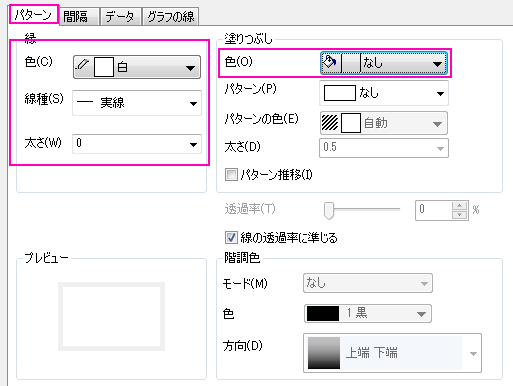 パターン 間隔 データ グラフの線
縁
色(C) 白
線種(S) 実線
太さ(W) 0
塗りつぶし
色(O) なし
パターン(P) なし
パターンの色(E) 自動
太さ(D) 0.5
パターン推移(I)
透過率(T) 0 %
線の透過率に準じる
プレビュー
階調色
モード(M) なし
色 1 黒
方向(D) 上端 下端